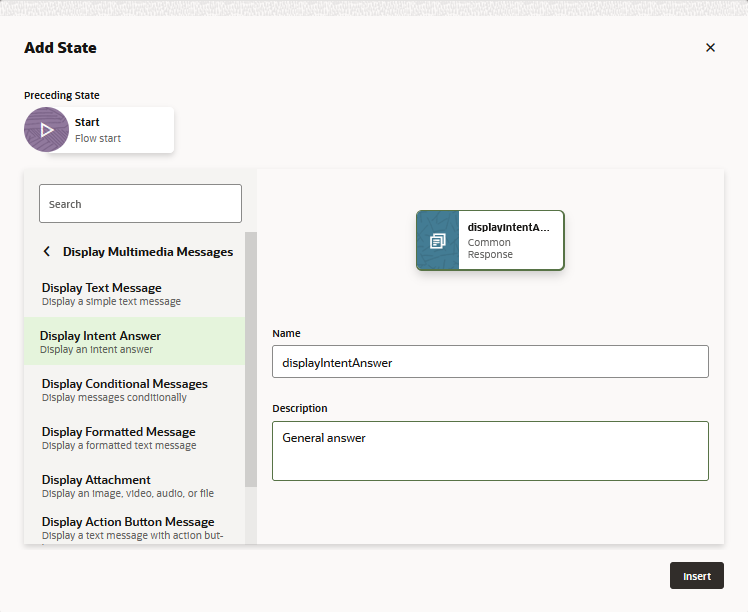 Add State
Preceding State
Start
Flow start
Search
Display Multimedia Messages
Display Text Message
Display a simple text message
Display Intent Answer
Display an intent answer
Display Conditional Messages
Display messages conditionally
Display Formatted Message
Display a formatted text message
Display Attachment
Display an image, video, audio, or file
Display Action Button Message
Display a text message with action but-
displayIntentA...
Common
Response
Name
displayIntentAnswer
Description
General answer
Insert